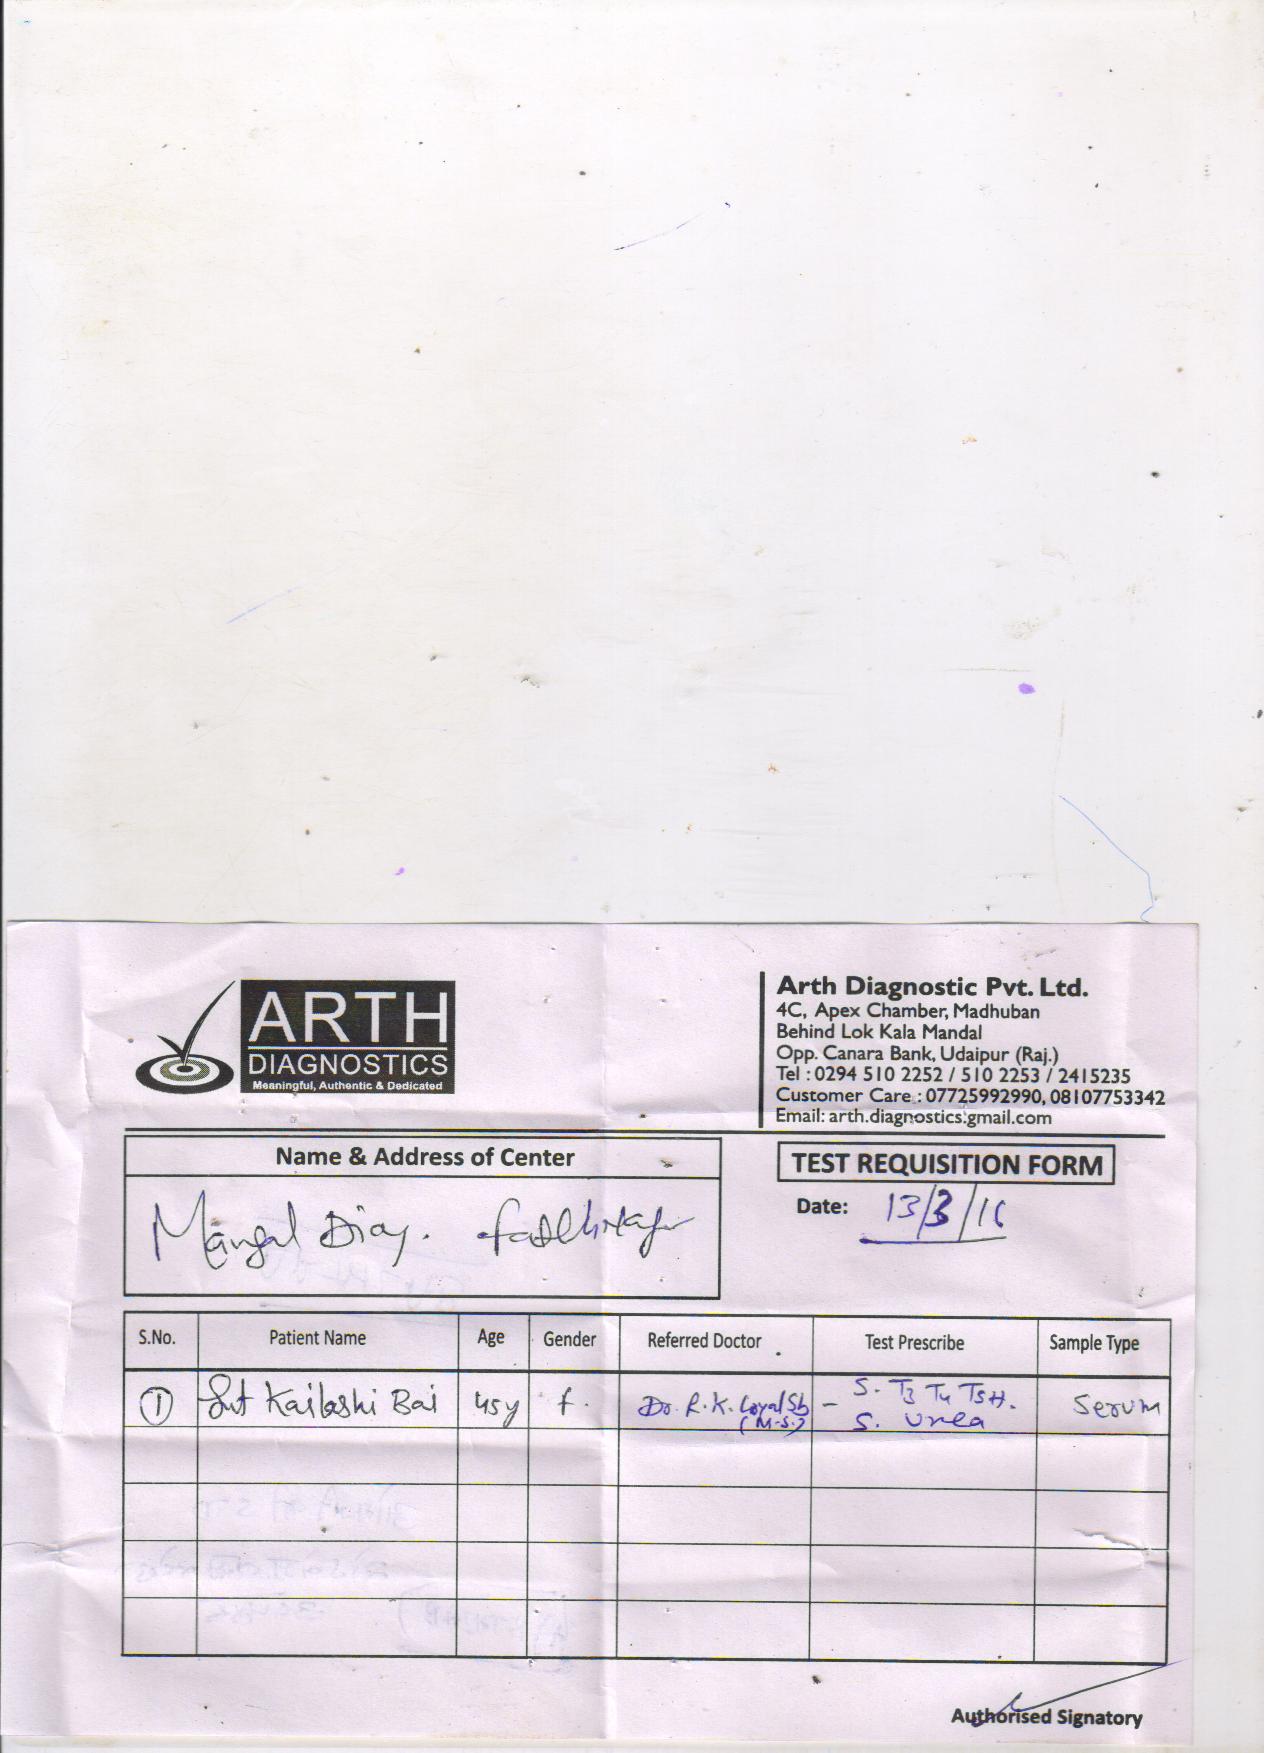 ARTH
DIAGNOSTICS
Meaningful, Authentic & Dedicated
Arth Diagnostic Pvt. Ltd.
4C, Apex Chamber, Madhuban
Behind Lok Kala Mandal
Opp. Canara Bank, Udaipur (Raj.)
Tel : 0294 510 2252 / 510 2253 / 2415235
Customer Care : 07725992990, 08107753342
Email: arth.diagnostics.gmail.com
Name & Address of Center
Mangal Diag.
TEST REQUISITION FORM
Date: 13/3/16
S.No. Patient Name Age Gender Referred Doctor Test Prescribe Sample Type
1 Smt Kailashi Bai 45y f. Dr. R. K. (M.S.) - S. T3 T4 TSH. S. Urea Serum
Authorised Signatory